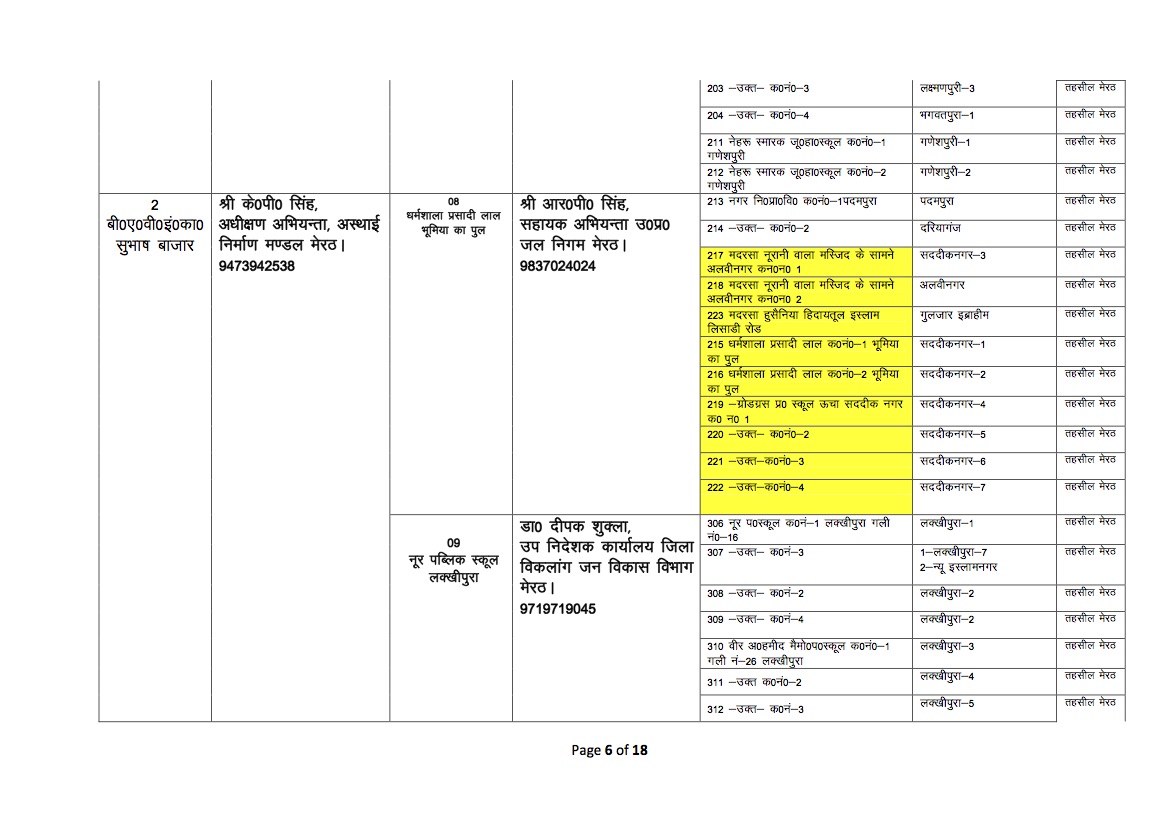 203 –उक्त– क0नं0–3
लक्ष्मणपुरी–3
तहसील मेरठ
204 –उक्त– क0नं0–4
भगवतपुरा–1
तहसील मेरठ
211 नेहरू स्मारक जू0हा0स्कूल क0नं0–1
गणेशपुरी
गणेशपुरी–1
तहसील मेरठ
212 नेहरू स्मारक जू0हा0स्कूल क0नं0–2
गणेशपुरी
गणेशपुरी–2
तहसील मेरठ
2
बी0ए0वी0इं0का0
सुभाष बाजार
श्री के0पी0 सिंह,
अधीक्षण अभियन्ता, अस्थाई
निर्माण मण्डल मेरठ।
9473942538
08
धर्मशाला प्रसादी लाल
भूमिया का पुल
श्री आर0पी0 सिंह,
सहायक अभियन्ता उ0प्र0
जल निगम मेरठ।
9837024024
213 नगर नि0प्रा0वि0 क0नं0–1पदमपुरा
पदमपुरा
तहसील मेरठ
214 –उक्त– क0नं0–2
दरियागंज
तहसील मेरठ
217 मदरसा नूरानी वाला मस्जिद के सामने
अलवीनगर कन0न0 1
सददीकनगर–3
तहसील मेरठ
218 मदरसा नूरानी वाला मस्जिद के सामने
अलवीनगर कन0न0 2
अलवीनगर
तहसील मेरठ
223 मदरसा हुसैनिया हिदायतूल इस्लाम
लिसाडी रोड
गुलजार इब्राहीम
तहसील मेरठ
215 धर्मशाला प्रसादी लाल क0नं0–1 भूमिया
का पुल
सददीकनगर–1
तहसील मेरठ
216 धर्मशाला प्रसादी लाल क0नं0–2 भूमिया
का पुल
सददीकनगर–2
तहसील मेरठ
219 –ग्रोडग्रस प्र0 स्कूल ऊचा सददीक नगर
क0 न0 1
सददीकनगर–4
तहसील मेरठ
220 –उक्त– क0नं0–2
सददीकनगर–5
तहसील मेरठ
221 –उक्त–क0नं0–3
सददीकनगर–6
तहसील मेरठ
222 –उक्त–क0नं0–4
सददीकनगर–7
तहसील मेरठ
09
नूर पब्लिक स्कूल
लक्खीपुरा
डा0 दीपक शुक्ला,
उप निदेशक कार्यालय जिला
विकलांग जन विकास विभाग
मेरठ।
9719719045
306 नूर प0स्कूल क0नं–1 लक्खीपुरा गली
नं0–16
लक्खीपुरा–1
तहसील मेरठ
307 –उक्त– क0नं–3
1–लक्खीपुरा–7
2–न्यू इस्लामनगर
तहसील मेरठ
308 –उक्त– क0नं–2
लक्खीपुरा–2
तहसील मेरठ
309 –उक्त– क0नं–4
लक्खीपुरा–2
तहसील मेरठ
310 वीर अ0हमीद मैमो0प0स्कूल क0नं0–1
गली नं–26 लक्खीपुरा
लक्खीपुरा–3
तहसील मेरठ
311 –उक्त क0नं0–2
लक्खीपुरा–4
तहसील मेरठ
312 –उक्त– क0नं–3
लक्खीपुरा–5
तहसील मेरठ
Page 6 of 18